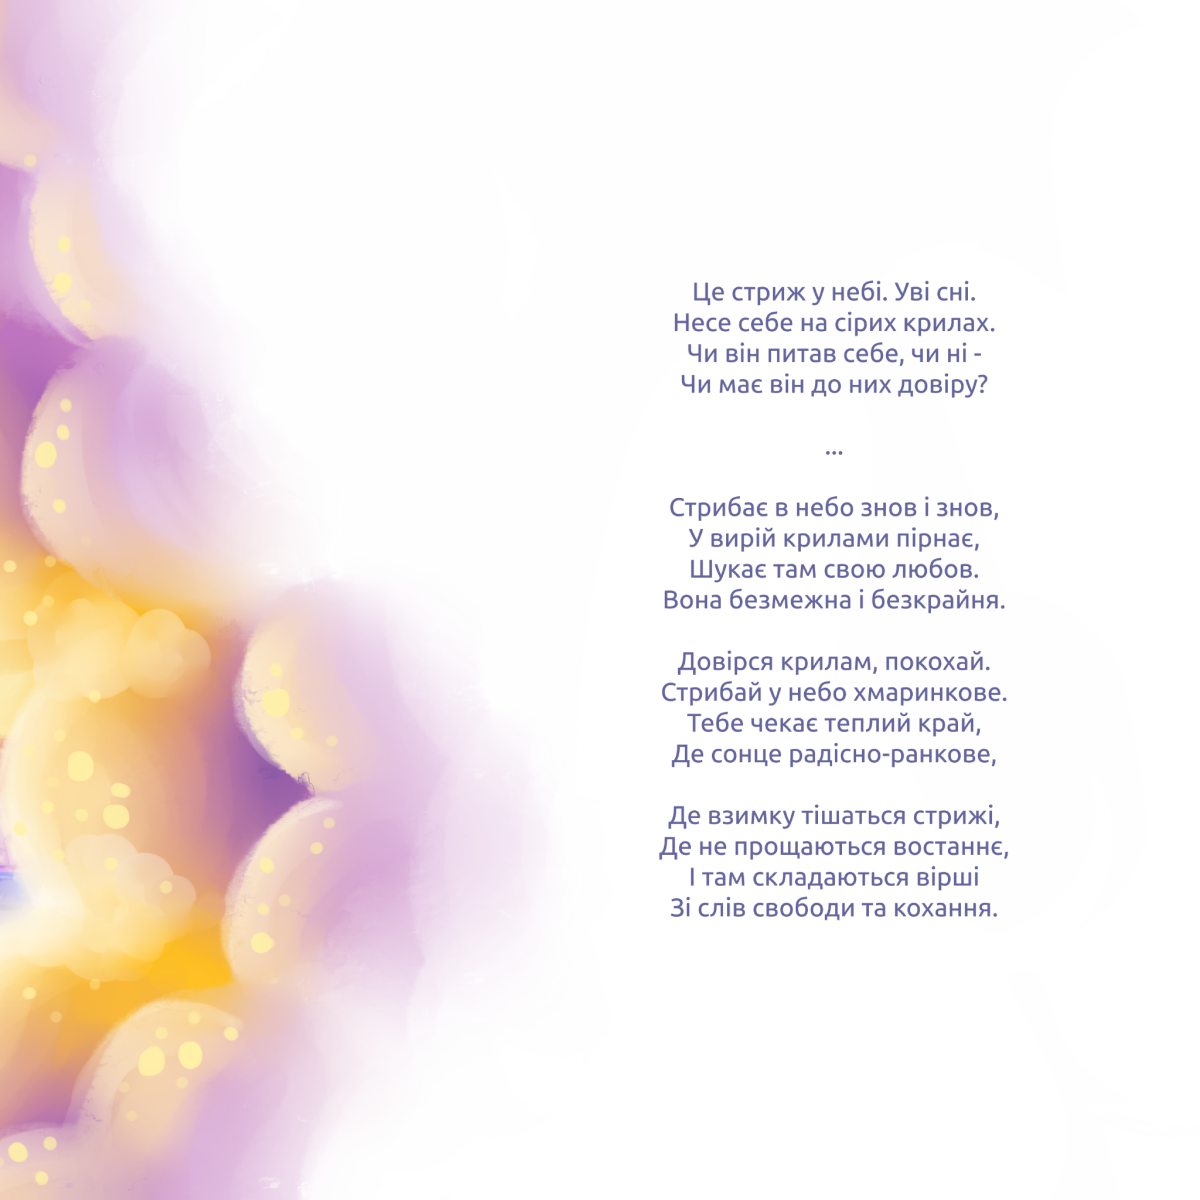 Це стриж у небі. Уві сні.
Несе себе на сірих крилах.
Чи він питав себе, чи ні -
Чи має він до них довіру?
...
Стрибає в небо знов і знов,
У вирій крилами пірнає,
Шукає там свою любов.
Вона безмежна і безкрайня.
Довірся крилам, покохай.
Стрибай у небо хмаринкове.
Тебе чекає теплий край,
Де сонце радісно-ранкове,
Де взимку тішаться стрижі,
Де не прощаються востаннє,
І там складаються вірші
Зі слів свободи та кохання.